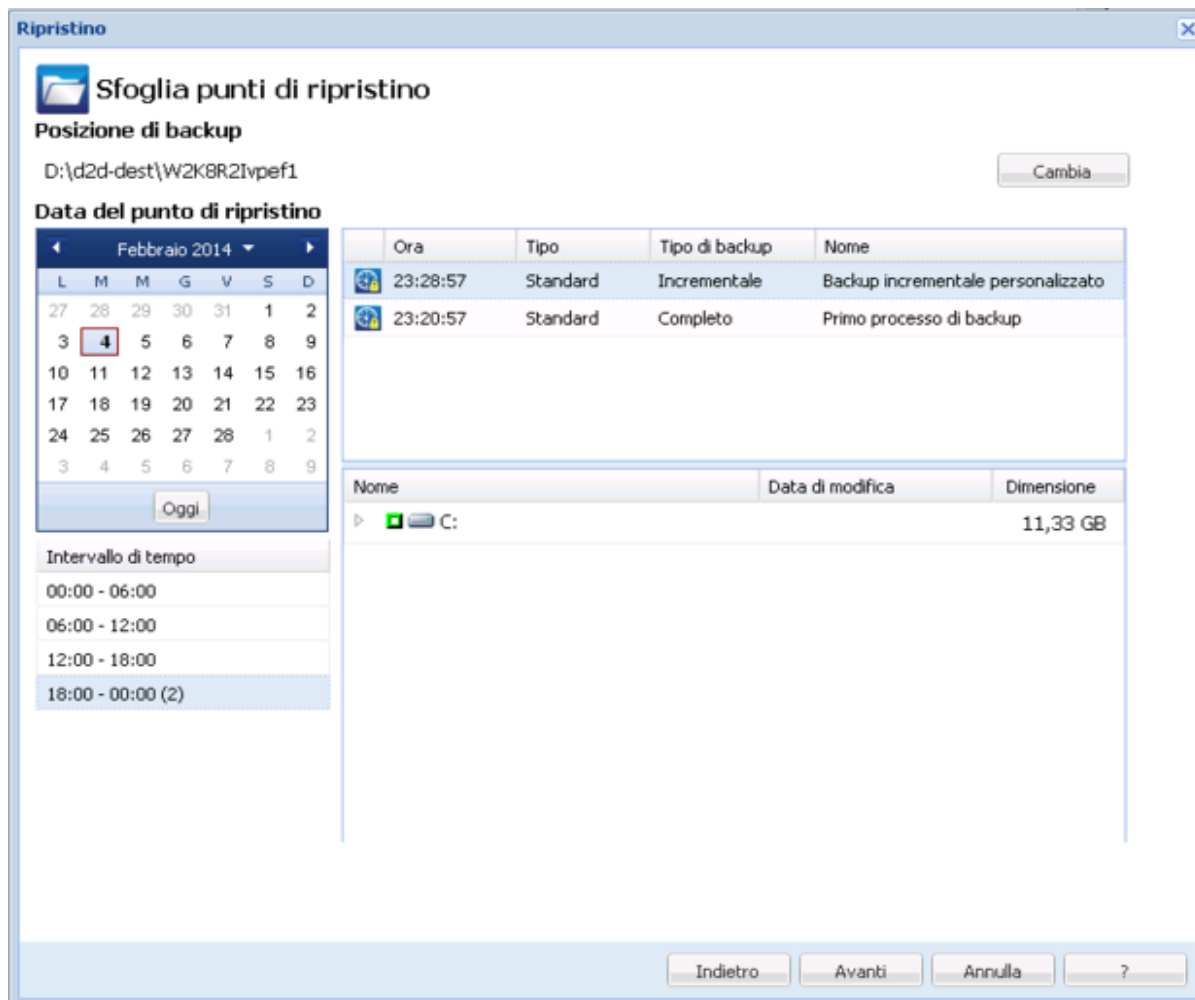 Ripristino
Sfoglia punti di ripristino
Posizione di backup
D:\d2d-dest\W2K8R2Ivpef1
Cambia
Data del punto di ripristino
Febbraio 2014
L M M G V S D
27 28 29 30 31 1 2
3 4 5 6 7 8 9
10 11 12 13 14 15 16
17 18 19 20 21 22 23
24 25 26 27 28 1 2
3 4 5 6 7 8 9
Oggi
Intervallo di tempo
00:00 - 06:00
06:00 - 12:00
12:00 - 18:00
18:00 - 00:00 (2)
Ora Tipo Tipo di backup Nome
23:28:57 Standard Incrementale Backup incrementale personalizzato
23:20:57 Standard Completo Primo processo di backup
Nome Data di modifica Dimensione
C: 11,33 GB
Indietro Avanti Annulla ?